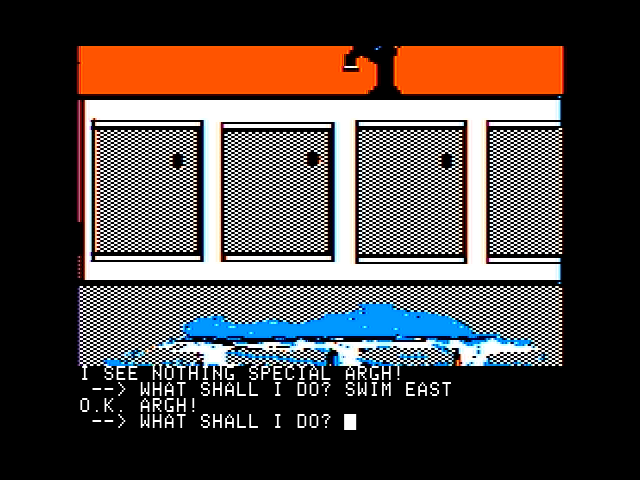 I SEE NOTHING SPECIAL ARGH!
--> WHAT SHALL I DO? SWIM EAST
O.K. ARGH!
--> WHAT SHALL I DO?